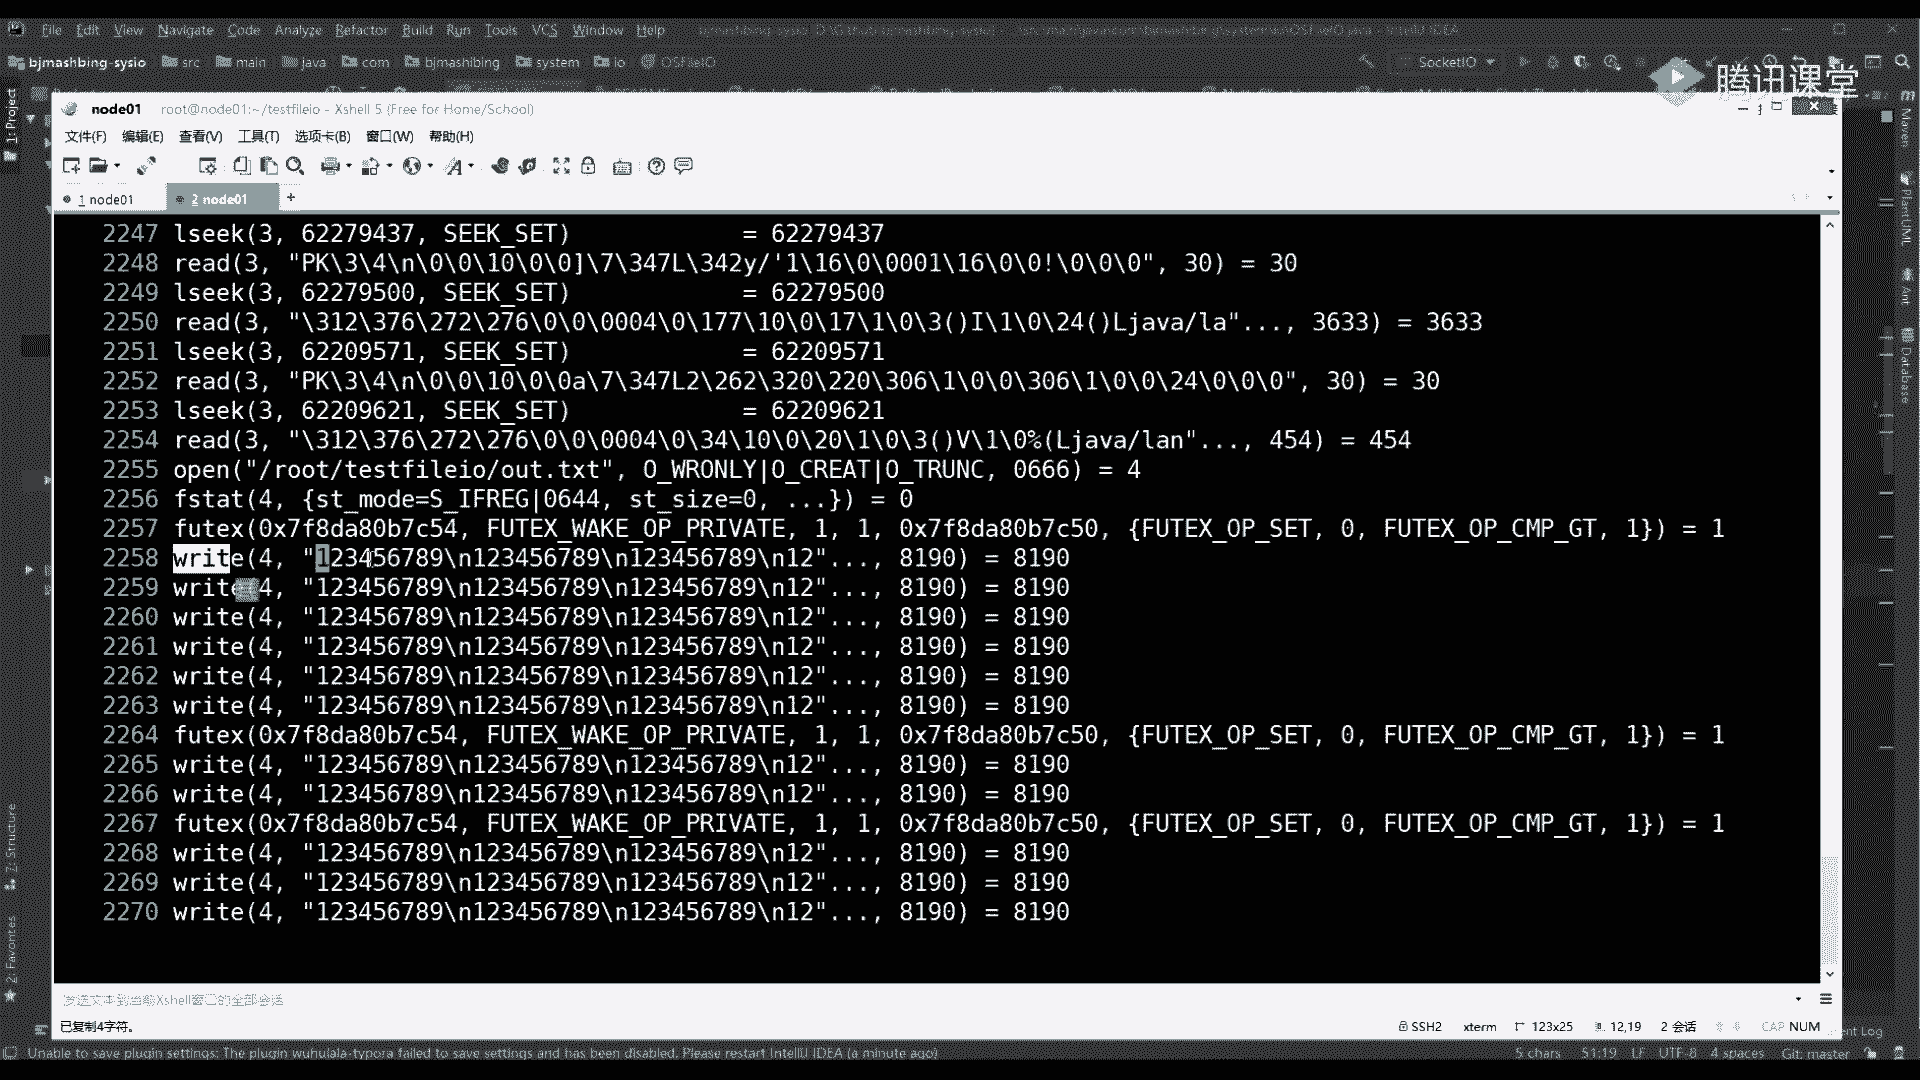 File Edit View Navigate Code Analyze Refactor Build Run Tools VCS Window Help
bjmashbing-sysio src main java com bjmashibing system io OSFileIO
SocketIO
腾讯课堂
node01 root@node01:~/testfileio - Xshell 5 (Free for Home/School)
文件(F) 编辑(E) 查看(V) 工具(T) 选项卡(B) 窗口(W) 帮助(H)
1 node01 2 node01 +
2247 lseek(3, 62279437, SEEK_SET) = 62279437
2248 read(3, "PK\3\4\n\0\0\10\0\0]\7\347L\342y/'1\16\0\0001\16\0\0!\0\0\0", 30) = 30
2249 lseek(3, 62279500, SEEK_SET) = 62279500
2250 read(3, "\312\376\272\276\0\0\0004\0\177\10\0\17\1\0\3()I\1\0\24()Ljava/la"..., 3633) = 3633
2251 lseek(3, 62209571, SEEK_SET) = 62209571
2252 read(3, "PK\3\4\n\0\0\10\0\0a\7\347L2\262\320\220\306\1\0\0\306\1\0\0\24\0\0\0", 30) = 30
2253 lseek(3, 62209621, SEEK_SET) = 62209621
2254 read(3, "\312\376\272\276\0\0\0004\0\34\10\0\20\1\0\3()V\1\0%(Ljava/lan"..., 454) = 454
2255 open("/root/testfileio/out.txt", O_WRONLY|O_CREAT|O_TRUNC, 0666) = 4
2256 fstat(4, {st_mode=S_IFREG|0644, st_size=0, ...}) = 0
2257 futex(0x7f8da80b7c54, FUTEX_WAKE_OP_PRIVATE, 1, 1, 0x7f8da80b7c50, {FUTEX_OP_SET, 0, FUTEX_OP_CMP_GT, 1}) = 1
2258 write(4, "123456789\n123456789\n123456789\n12"..., 8190) = 8190
2259 write(4, "123456789\n123456789\n123456789\n12"..., 8190) = 8190
2260 write(4, "123456789\n123456789\n123456789\n12"..., 8190) = 8190
2261 write(4, "123456789\n123456789\n123456789\n12"..., 8190) = 8190
2262 write(4, "123456789\n123456789\n123456789\n12"..., 8190) = 8190
2263 write(4, "123456789\n123456789\n123456789\n12"..., 8190) = 8190
2264 futex(0x7f8da80b7c54, FUTEX_WAKE_OP_PRIVATE, 1, 1, 0x7f8da80b7c50, {FUTEX_OP_SET, 0, FUTEX_OP_CMP_GT, 1}) = 1
2265 write(4, "123456789\n123456789\n123456789\n12"..., 8190) = 8190
2266 write(4, "123456789\n123456789\n123456789\n12"..., 8190) = 8190
2267 futex(0x7f8da80b7c54, FUTEX_WAKE_OP_PRIVATE, 1, 1, 0x7f8da80b7c50, {FUTEX_OP_SET, 0, FUTEX_OP_CMP_GT, 1}) = 1
2268 write(4, "123456789\n123456789\n123456789\n12"..., 8190) = 8190
2269 write(4, "123456789\n123456789\n123456789\n12"..., 8190) = 8190
2270 write(4, "123456789\n123456789\n123456789\n12"..., 8190) = 8190
发送文本到当前Xshell窗口的全部会话
已复制4字符。 SSH2 xterm 123x25 12,19 2 会话 CAP NUM
Unable to save plugin settings: The plugin wuhulala-typora failed to save settings and has been disabled. Please restart IntelliJ IDEA (a minute ago) 5 chars 51:19 LF UTF-8 4 spaces Git: master
1: Project
7: Structure
2: Favorites
Maven
PlantUML
Ant
Database